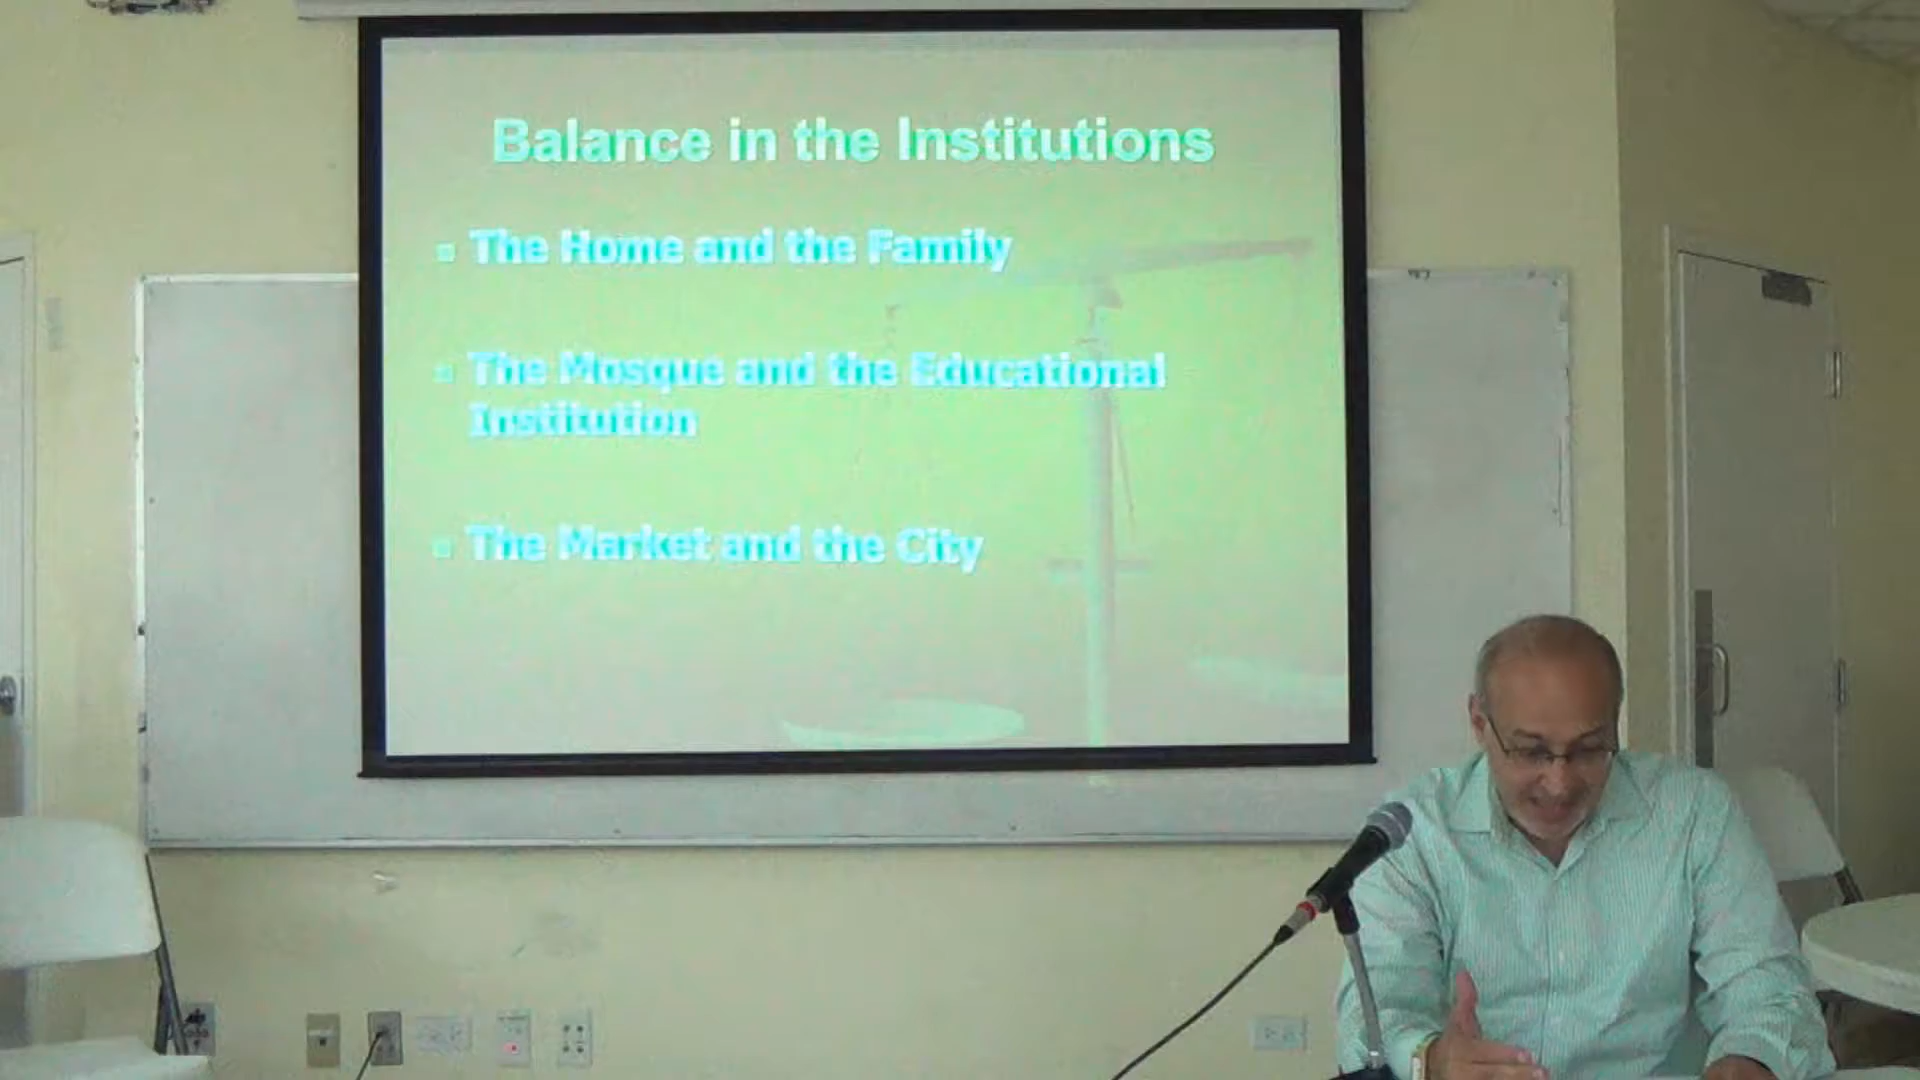 Balance in the Institutions
The Home and the Family
The Mosque and the Educational
Institution
The Market and the City